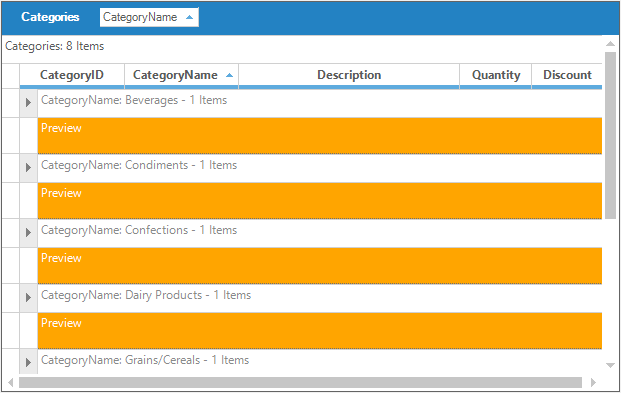 Categories CategoryName
Categories: 8 Items
CategoryID CategoryName Description Quantity Discount
CategoryName: Beverages - 1 Items
Preview
CategoryName: Condiments - 1 Items
Preview
CategoryName: Confections - 1 Items
Preview
CategoryName: Dairy Products - 1 Items
Preview
CategoryName: Grains/Cereals - 1 Items